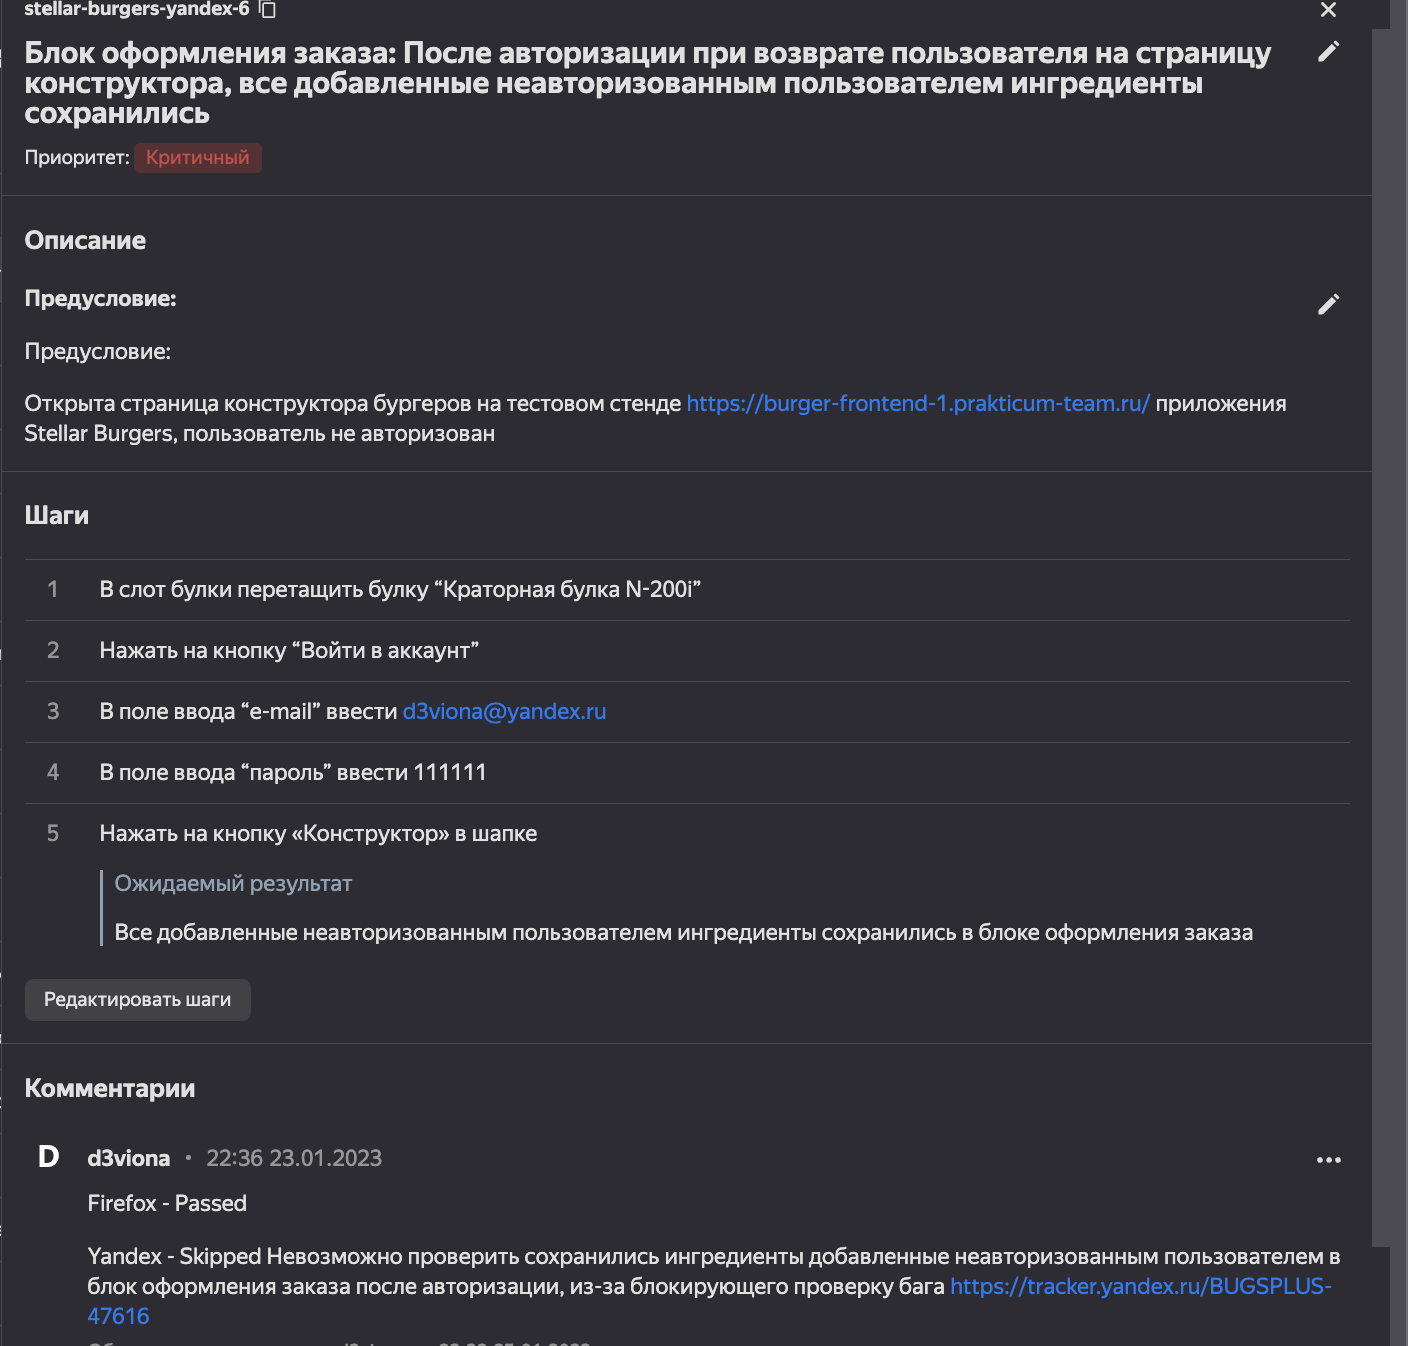 stellar-burgers-yandex-6
Блок оформления заказа: После авторизации при возврате пользователя на страницу
конструктора, все добавленные неавторизованным пользователем ингредиенты
сохранились
Приоритет: Критичный
Описание
Предусловие:
Предусловие:
Открыта страница конструктора бургеров на тестовом стенде https://burger-frontend-1.prakticum-team.ru/ приложения
Stellar Burgers, пользователь не авторизован
Шаги
1 В слот булки перетащить булку “Краторная булка N-200i”
2 Нажать на кнопку “Войти в аккаунт”
3 В поле ввода “e-mail” ввести d3viona@yandex.ru
4 В поле ввода “пароль” ввести 111111
5 Нажать на кнопку «Конструктор» в шапке
Ожидаемый результат
Все добавленные неавторизованным пользователем ингредиенты сохранились в блоке оформления заказа
Редактировать шаги
Комментарии
D d3viona • 22:36 23.01.2023
Firefox - Passed
Yandex - Skipped Невозможно проверить сохранились ингредиенты добавленные неавторизованным пользователем в
блок оформления заказа после авторизации, из-за блокирующего проверку бага https://tracker.yandex.ru/BUGSPLUS-
47616